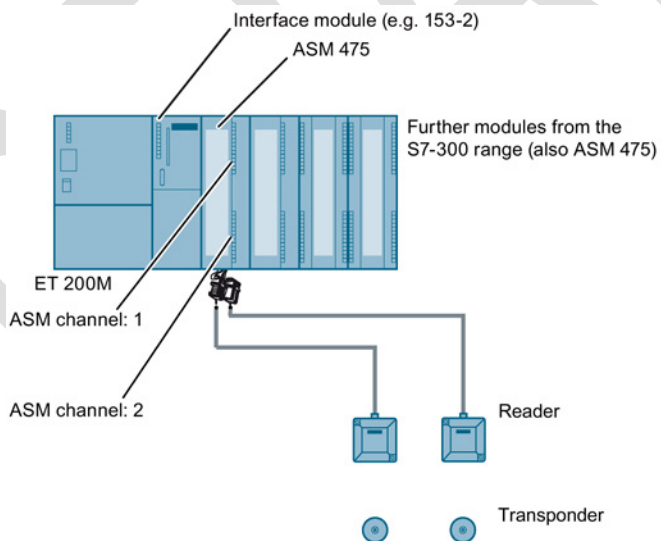 Interface module (e.g. 153-2)
ASM 475
Further modules from the
S7-300 range (also ASM 475)
ET 200M
ASM channel: 1
ASM channel: 2
Reader
Transponder